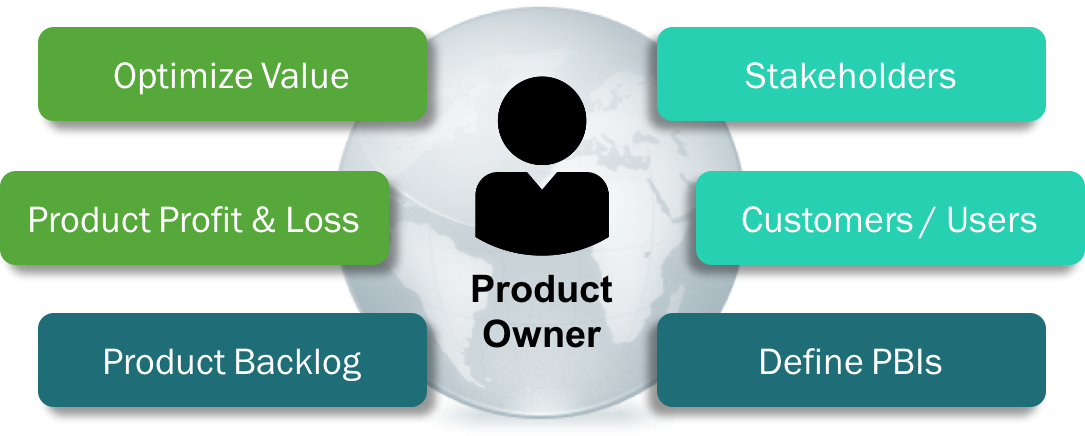 Optimize Value
Stakeholders
Product Profit & Loss
Customers / Users
Product
Owner
Product Backlog
Define PBIs